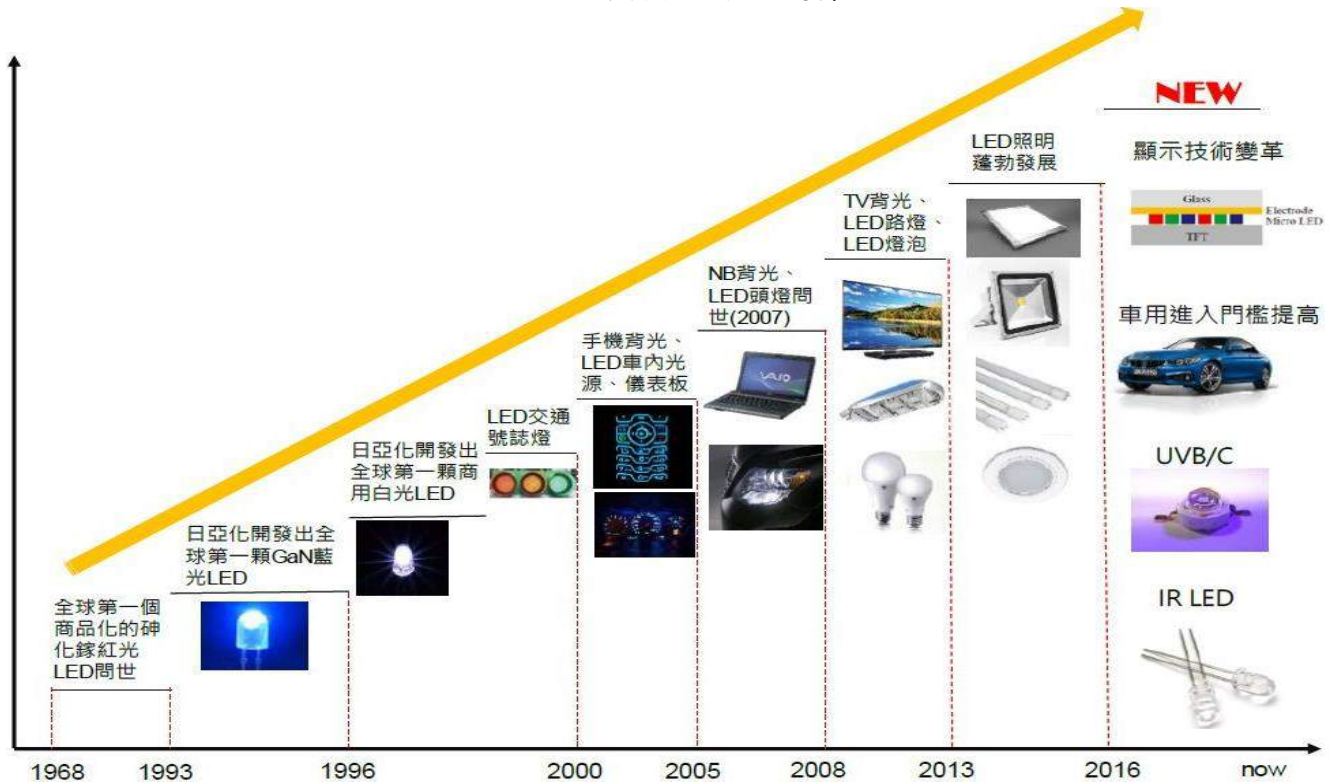 NEW
顯示技術變革
Glass
Electrode
Micro LED
TFT
車用進入門檻提高
UVB/C
IR LED
LED照明
蓬勃發展
TV背光、
LED路燈、
LED燈泡
NB背光、
LED頭燈問
世(2007)
VAIO
手機背光、
LED車內光
源、儀表板
LED交通
號誌燈
日亞化開發出
全球第一顆商
用白光LED
日亞化開發出全
球第一顆GaN藍
光LED
全球第一個
商品化的砷
化鎵紅光
LED問世
1968
1993
1996
2000
2005
2008
2013
2016
now